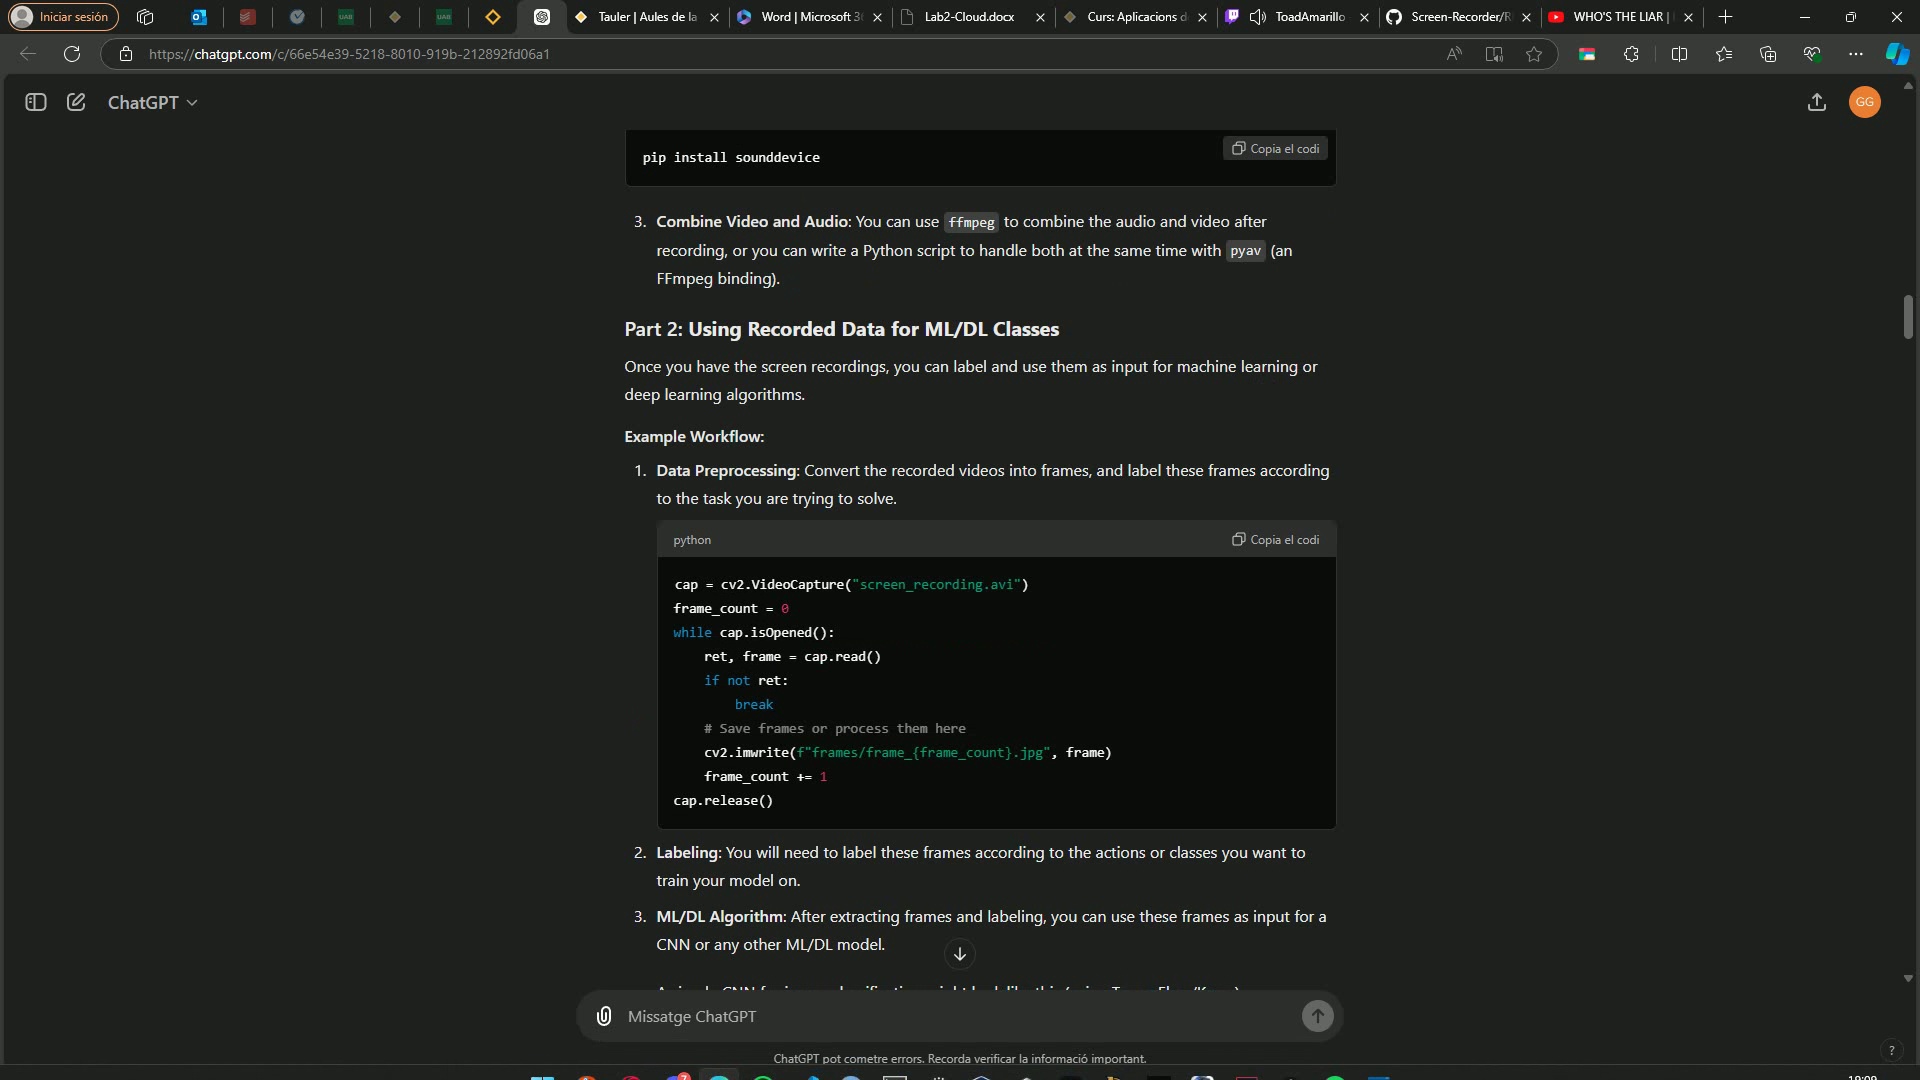 Iniciar sesión
Tauler | Aules de la
Word | Microsoft 36
Lab2-Cloud.docx
Curs: Aplicacions d
ToadAmarillo
Screen-Recorder/R
WHO'S THE LIAR |
https://chatgpt.com/c/66e54e39-5218-8010-919b-212892fd06a1
ChatGPT
GG
pip install sounddevice
Copia el codi
3. Combine Video and Audio: You can use ffmpeg to combine the audio and video after
recording, or you can write a Python script to handle both at the same time with pyav (an
FFmpeg binding).
Part 2: Using Recorded Data for ML/DL Classes
Once you have the screen recordings, you can label and use them as input for machine learning or
deep learning algorithms.
Example Workflow:
1. Data Preprocessing: Convert the recorded videos into frames, and label these frames according
to the task you are trying to solve.
python
Copia el codi
cap = cv2.VideoCapture("screen_recording.avi")
frame_count = 0
while cap.isOpened():
ret, frame = cap.read()
if not ret:
break
# Save frames or process them here
cv2.imwrite(f"frames/frame_{frame_count}.jpg", frame)
frame_count += 1
cap.release()
2. Labeling: You will need to label these frames according to the actions or classes you want to
train your model on.
3. ML/DL Algorithm: After extracting frames and labeling, you can use these frames as input for a
CNN or any other ML/DL model.
Missatge ChatGPT
ChatGPT pot cometre errors. Recorda verificar la informació important.
?